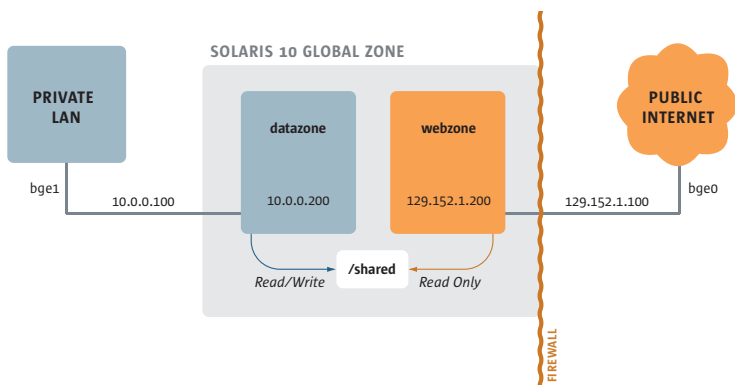 SOLARIS 10 GLOBAL ZONE
PRIVATE
LAN
datazone
webzone
PUBLIC
INTERNET
bge1
10.0.0.100
10.0.0.200
129.152.1.200
129.152.1.100
bge0
/shared
Read/Write
Read Only
FIREWALL